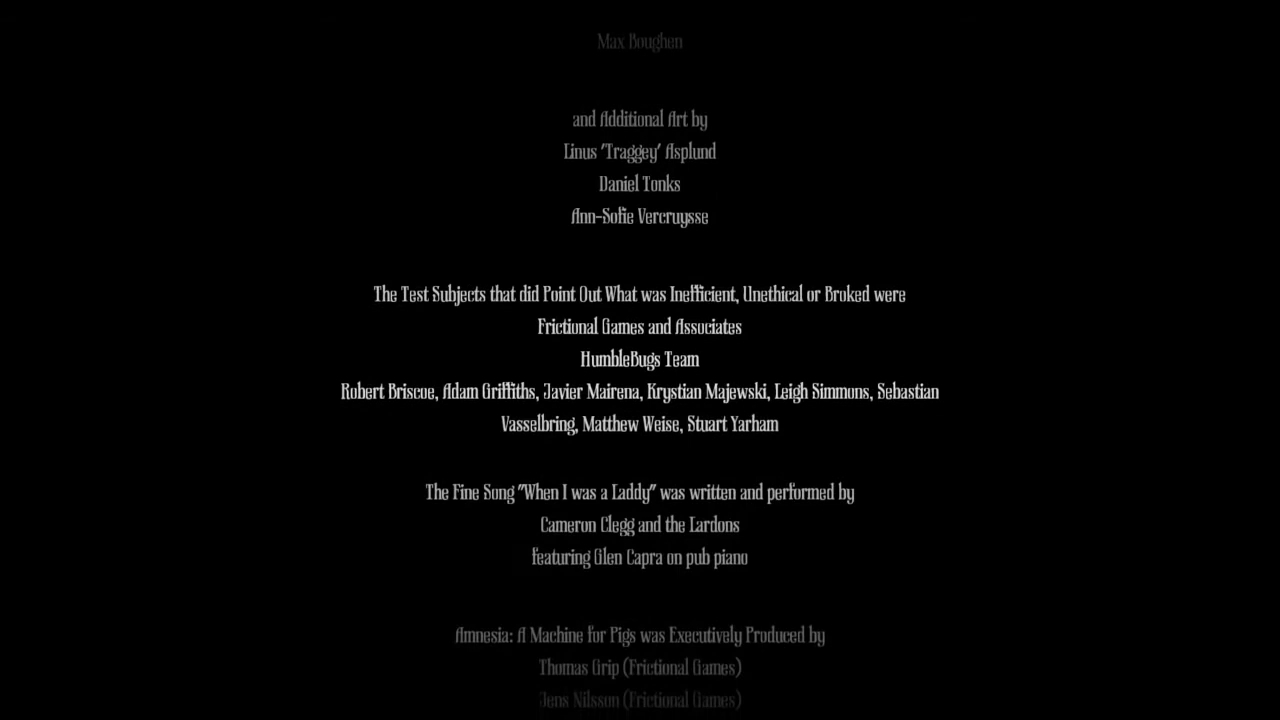 Max Boughen
and Additional Art by
Linus 'Traggey' Asplund
Daniel Tonks
Ann-Sofie Vercruysse
The Test Subjects that did Point Out What was Inefficient, Unethical or Broked were
Frictional Games and Associates
HumbleBugs Team
Robert Briscoe, Adam Griffiths, Javier Mairena, Krystian Majewski, Leigh Simmons, Sebastian
Vasselbring, Matthew Weise, Stuart Yarham
The Fine Song "When I was a Laddy" was written and performed by
Cameron Clegg and the Lardons
featuring Glen Capra on pub piano
Amnesia: A Machine for Pigs was Executively Produced by
Thomas Grip (Frictional Games)
Jens Nilsson (Frictional Games)